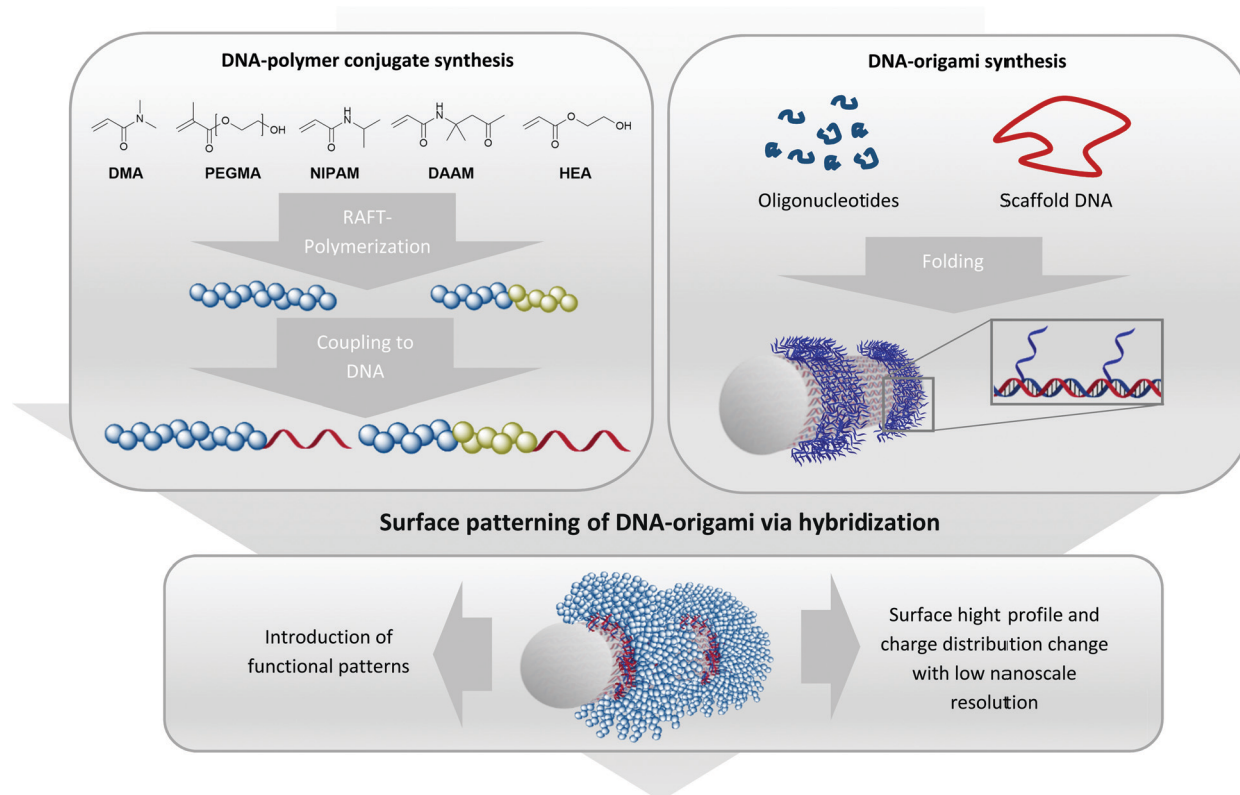 DNA-polymer conjugate synthesis
N
O
O
O
O
OH
H
N
O
H
N
O
O
O
O
OH
DMA
PEGMA
NIPAM
DAAM
HEA
RAFT-
Polymerization
Coupling to
DNA
DNA-origami synthesis
Oligonucleotides
Scaffold DNA
Folding
Surface patterning of DNA-origami via hybridization
Introduction of
functional patterns
Surface hight profile and
charge distribution change
with low nanoscale
resolution